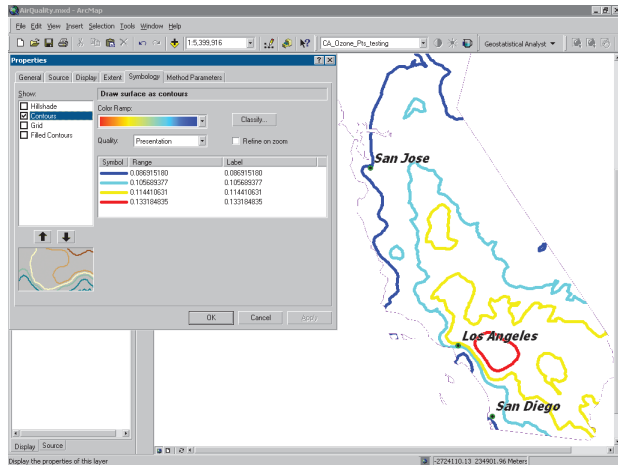 AirQuality.mwd - ArcMap
File Edit View Insert Selection Tools Window Help
1:5,399,916
CA_Ozone_Pts_testing
Geostatistical Analyst
Properties
General Source Display Extent Symbology Method Parameters
Show:
Hillshade
Contours
Grid
Filled Contours
Draw surface as contours
Color Ramp:
Classify...
Quality: Presentation
Refine on zoom
Symbol Range Label
0.086915180 0.086915180
0.105689377 0.105689377
0.114410631 0.114410631
0.133184835 0.133184835
OK Cancel Apply
San Jose
Los Angeles
San Diego
Display Source
Display the properties of this layer
-2724110.13 234901.96 Meters